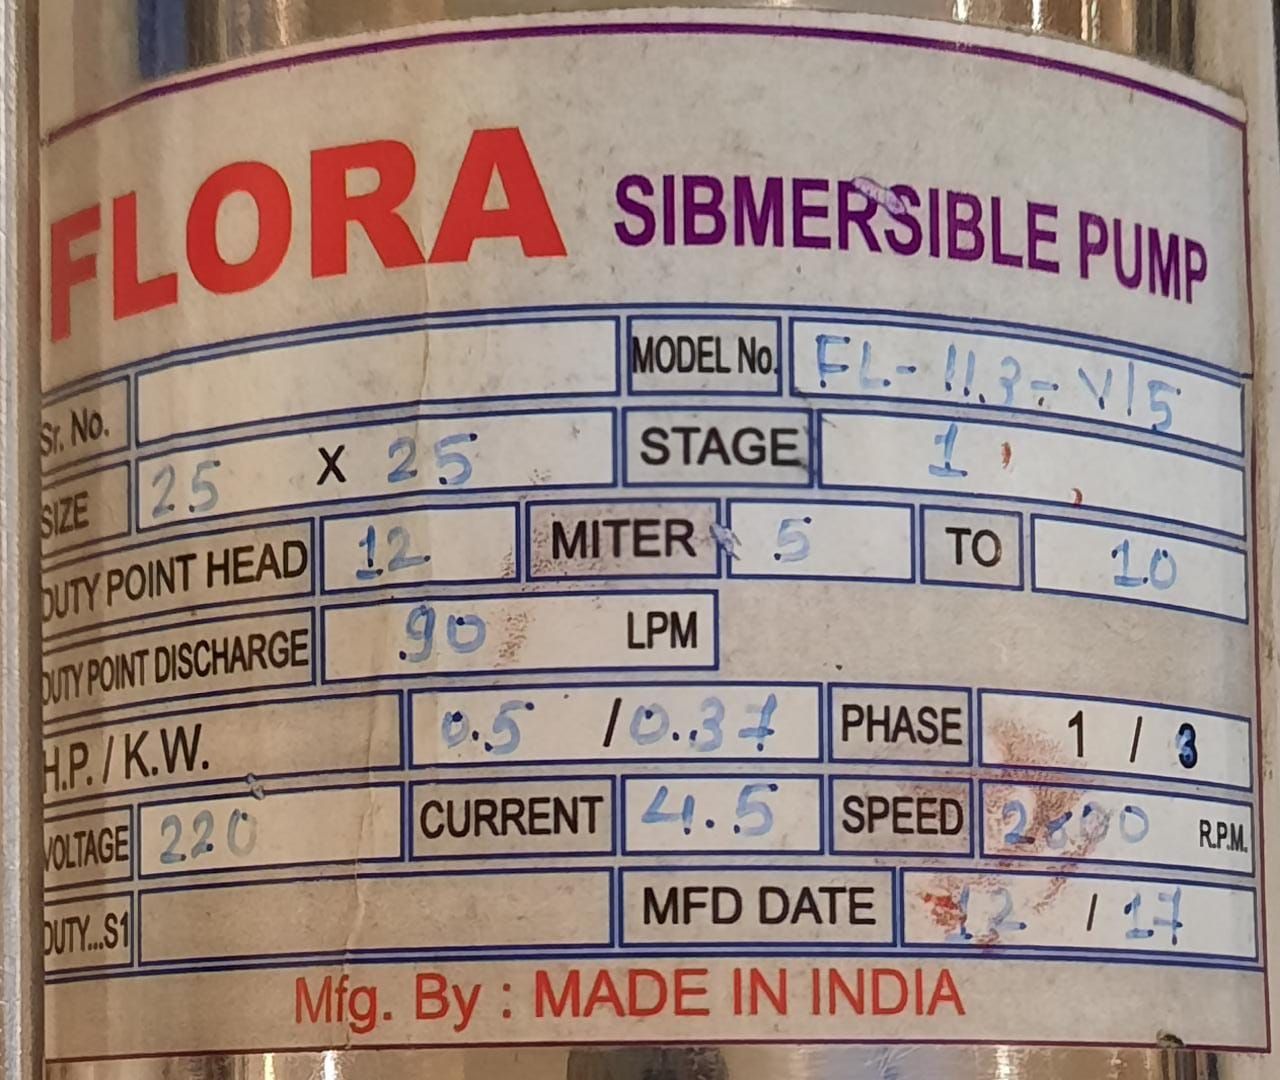 FLORA SIBMERSIBLE PUMP
Sr. No. MODEL No. FL-11.3-V15
SIZE 25 X 25 STAGE 1
DUTY POINT HEAD 12 MITER 5 TO 10
DUTY POINT DISCHARGE 90 LPM
H.P. / K.W. 0.5 / 0.37 PHASE 1 / 3
VOLTAGE 220 CURRENT 4.5 SPEED 2800 R.P.M.
DUTY...S1 MFD DATE 12 / 17
Mfg. By : MADE IN INDIA